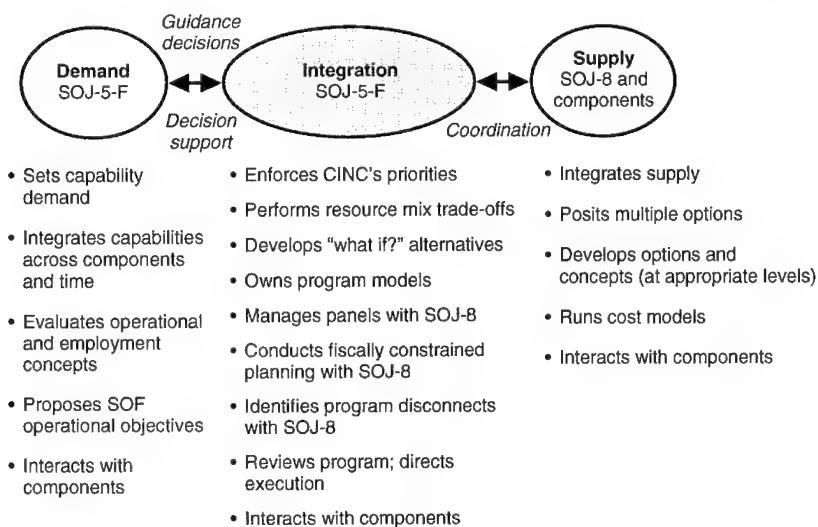 Guidance
decisions
Demand
SOJ-5-F
Integration
SOJ-5-F
Supply
SOJ-8 and
components
Decision
support
Coordination
• Sets capability
demand
• Integrates capabilities
across components
and time
• Evaluates operational
and employment
concepts
• Proposes SOF
operational objectives
• Interacts with
components
• Enforces CINC's priorities
• Performs resource mix trade-offs
• Develops "what if?" alternatives
• Owns program models
• Manages panels with SOJ-8
• Conducts fiscally constrained
planning with SOJ-8
• Identifies program disconnects
with SOJ-8
• Reviews program; directs
execution
• Interacts with components
• Integrates supply
• Posits multiple options
• Develops options and
concepts (at appropriate levels)
• Runs cost models
• Interacts with components